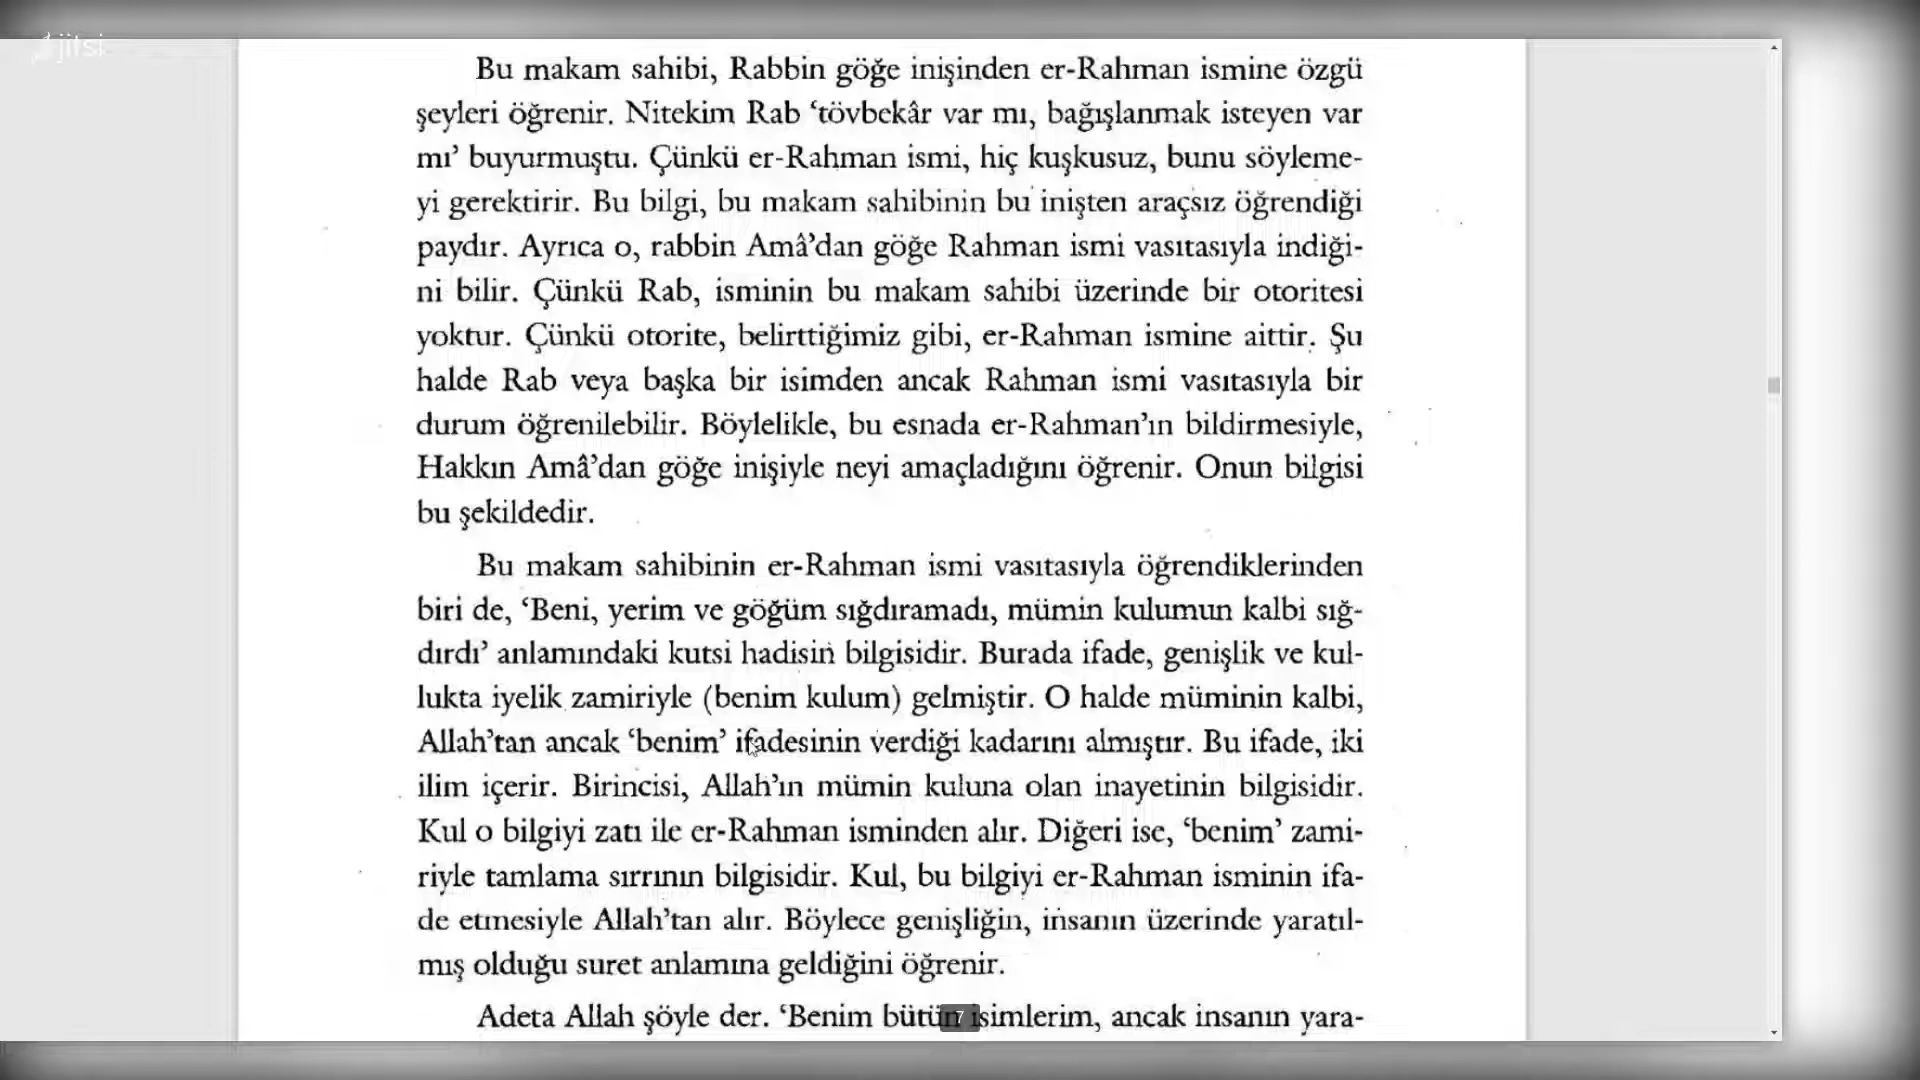 jitsi
Bu makam sahibi, Rabbin göğe inişinden er-Rahman ismine özgü
şeyleri öğrenir. Nitekim Rab ‘tövbekâr var mı, bağışlanmak isteyen var
mı’ buyurmuştu. Çünkü er-Rahman ismi, hiç kuşkusuz, bunu söyleme-
yi gerektirir. Bu bilgi, bu makam sahibinin bu inişten araçsız öğrendiği
paydır. Ayrıca o, rabbin Amâ’dan göğe Rahman ismi vasıtasıyla indiği-
ni bilir. Çünkü Rab, isminin bu makam sahibi üzerinde bir otoritesi
yoktur. Çünkü otorite, belirttiğimiz gibi, er-Rahman ismine aittir. Şu
halde Rab veya başka bir isimden ancak Rahman ismi vasıtasıyla bir
durum öğrenilebilir. Böylelikle, bu esnada er-Rahman’ın bildirmesiyle,
Hakkın Amâ’dan göğe inişiyle neyi amaçladığını öğrenir. Onun bilgisi
bu şekildedir.
Bu makam sahibinin er-Rahman ismi vasıtasıyla öğrendiklerinden
biri de, ‘Beni, yerim ve göğüm sığdıramadı, mümin kulumun kalbi sığ-
dırdı’ anlamındaki kutsi hadisin bilgisidir. Burada ifade, genişlik ve kul-
lukta iyelik zamiriyle (benim kulum) gelmiştir. O halde müminin kalbi,
Allah’tan ancak ‘benim’ ifadesinin verdiği kadarını almıştır. Bu ifade, iki
ilim içerir. Birincisi, Allah’ın mümin kuluna olan inayetinin bilgisidir.
Kul o bilgiyi zatı ile er-Rahman isminden alır. Diğeri ise, ‘benim’ zami-
riyle tamlama sırrının bilgisidir. Kul, bu bilgiyi er-Rahman isminin ifa-
de etmesiyle Allah’tan alır. Böylece genişliğin, insanın üzerinde yaratıl-
mış olduğu suret anlamına geldiğini öğrenir.
Adeta Allah şöyle der. ‘Benim bütün isimlerim, ancak insanın yara-
7